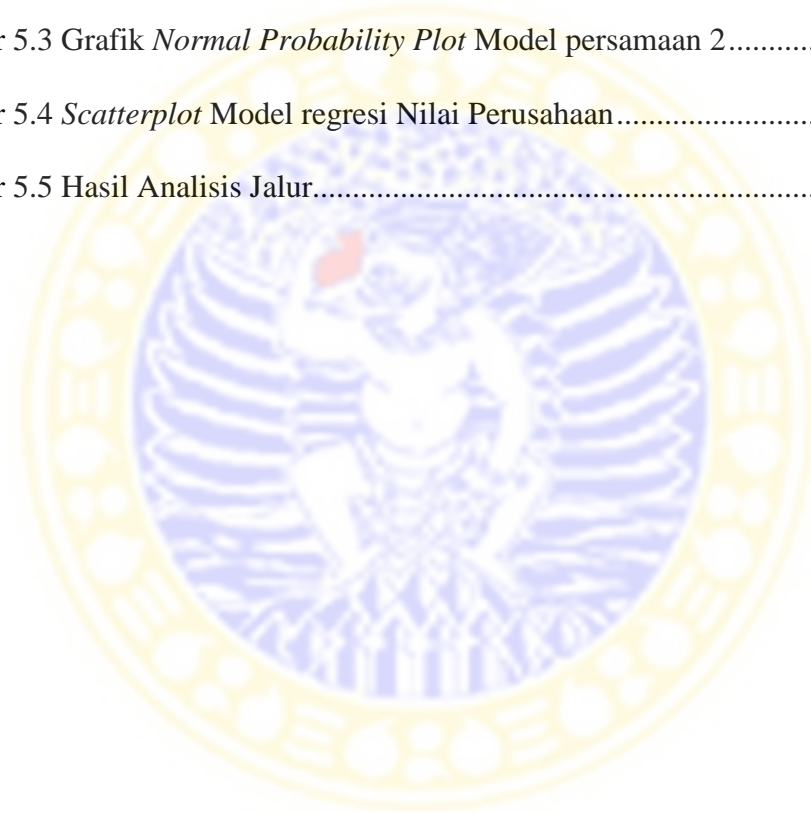 r 5.3 Grafik Normal Probability Plot Model persamaan 2............
r 5.4 Scatterplot Model regresi Nilai Perusahaan.........................
r 5.5 Hasil Analisis Jalur...............................................................